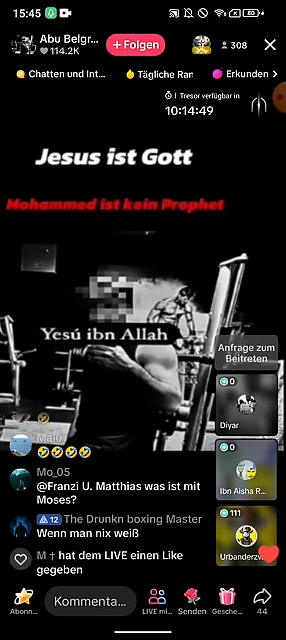 15:45
Abu Belgr...
114.2K
+ Folgen
308
Chatten und Int...
Tägliche Ran
Erkunden
Tresor verfügbar in
10:14:49
Jesus ist Gott
Mohammed ist kein Prophet
Yesú ibn Allah
Anfrage zum
Beitreten
0
Diyar
0
Ibn Aisha R...
111
Urbanderzw...
Malu
🤣🤣🤣🤣
Mo_05
@Franzi U. Matthias was ist mit
Moses?
12 The Drunkn boxing Master
Wenn man nix weiß
M † hat dem LIVE einen Like
gegeben
Abonn...
Kommenta...
LIVE mi...
Senden
Gesche...
44